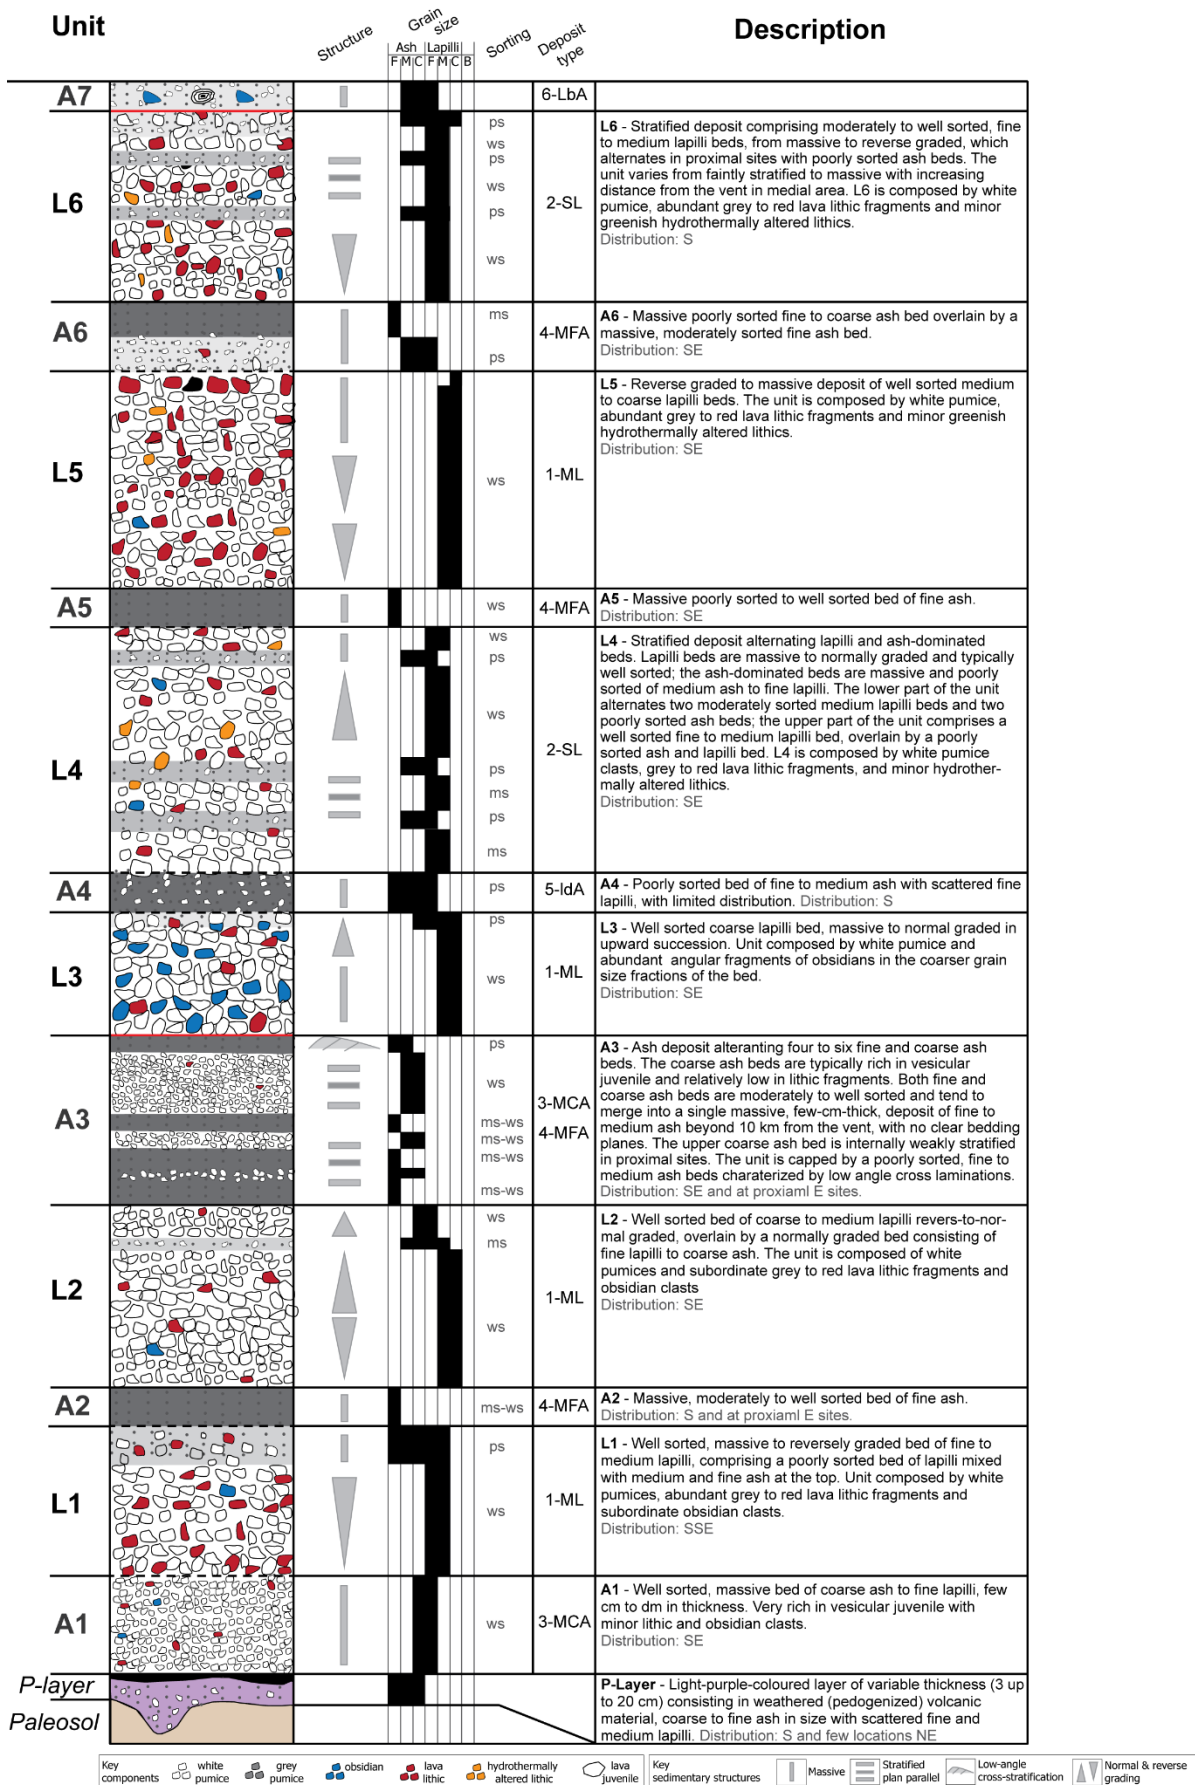 Unit
Structure
Grain size
Ash Lapilli
F M C F M C B
Sorting
Deposit type
Description
A7
6-LbA
L6
ps
ws
ps
ws
ps
ws
2-SL
L6 - Stratified deposit comprising moderately to well sorted, fine
to medium lapilli beds, from massive to reverse graded, which
alternates in proximal sites with poorly sorted ash beds. The
unit varies from faintly stratified to massive with increasing
distance from the vent in medial area. L6 is composed by white
pumice, abundant grey to red lava lithic fragments and minor
greenish hydrothermally altered lithics.
Distribution: S
A6
ms
ps
4-MFA
A6 - Massive poorly sorted fine to coarse ash bed overlain by a
massive, moderately sorted fine ash bed.
Distribution: SE
L5
ws
1-ML
L5 - Reverse graded to massive deposit of well sorted medium
to coarse lapilli beds. The unit is composed by white pumice,
abundant grey to red lava lithic fragments and minor greenish
hydrothermally altered lithics.
Distribution: SE
A5
ws
4-MFA
A5 - Massive poorly sorted to well sorted bed of fine ash.
Distribution: SE
L4
ws
ps
ws
ps
ms
ps
ms
2-SL
L4 - Stratified deposit alternating lapilli and ash-dominated
beds. Lapilli beds are massive to normally graded and typically
well sorted; the ash-dominated beds are massive and poorly
sorted of medium ash to fine lapilli. The lower part of the unit
alternates two moderately sorted medium lapilli beds and two
poorly sorted ash beds; the upper part of the unit comprises a
well sorted fine to medium lapilli bed, overlain by a poorly
sorted ash and lapilli bed. L4 is composed by white pumice
clasts, grey to red lava lithic fragments, and minor hydrother-
mally altered lithics.
Distribution: SE
A4
ps
5-ldA
A4 - Poorly sorted bed of fine to medium ash with scattered fine
lapilli, with limited distribution. Distribution: S
L3
ps
ws
1-ML
L3 - Well sorted coarse lapilli bed, massive to normal graded in
upward succession. Unit composed by white pumice and
abundant angular fragments of obsidians in the coarser grain
size fractions of the bed.
Distribution: SE
A3
ps
ws
ms-ws
ms-ws
ms-ws
ms-ws
3-MCA
4-MFA
A3 - Ash deposit alteranting four to six fine and coarse ash
beds. The coarse ash beds are typically rich in vesicular
juvenile and relatively low in lithic fragments. Both fine and
coarse ash beds are moderately to well sorted and tend to
merge into a single massive, few-cm-thick, deposit of fine to
medium ash beyond 10 km from the vent, with no clear bedding
planes. The upper coarse ash bed is internally weakly stratified
in proximal sites. The unit is capped by a poorly sorted, fine to
medium ash beds charaterized by low angle cross laminations.
Distribution: SE and at proxiaml E sites.
L2
ws
ms
ws
1-ML
L2 - Well sorted bed of coarse to medium lapilli revers-to-nor-
mal graded, overlain by a normally graded bed consisting of
fine lapilli to coarse ash. The unit is composed of white
pumices and subordinate grey to red lava lithic fragments and
obsidian clasts
Distribution: SE
A2
ms-ws
4-MFA
A2 - Massive, moderately to well sorted bed of fine ash.
Distribution: S and at proxiaml E sites.
L1
ps
ws
1-ML
L1 - Well sorted, massive to reversely graded bed of fine to
medium lapilli, comprising a poorly sorted bed of lapilli mixed
with medium and fine ash at the top. Unit composed by white
pumices, abundant grey to red lava lithic fragments and
subordinate obsidian clasts.
Distribution: SSE
A1
ws
3-MCA
A1 - Well sorted, massive bed of coarse ash to fine lapilli, few
cm to dm in thickness. Very rich in vesicular juvenile with
minor lithic and obsidian clasts.
Distribution: SE
P-layer
Paleosol
P-Layer - Light-purple-coloured layer of variable thickness (3 up
to 20 cm) consisting in weathered (pedogenized) volcanic
material, coarse to fine ash in size with scattered fine and
medium lapilli. Distribution: S and few locations NE
Key components
white pumice
grey pumice
obsidian
lava lithic
hydrothermally altered lithic
lava juvenile
Key sedimentary structures
Massive
Stratified plan parallel
Low-angle cross-stratification
Normal & reverse grading